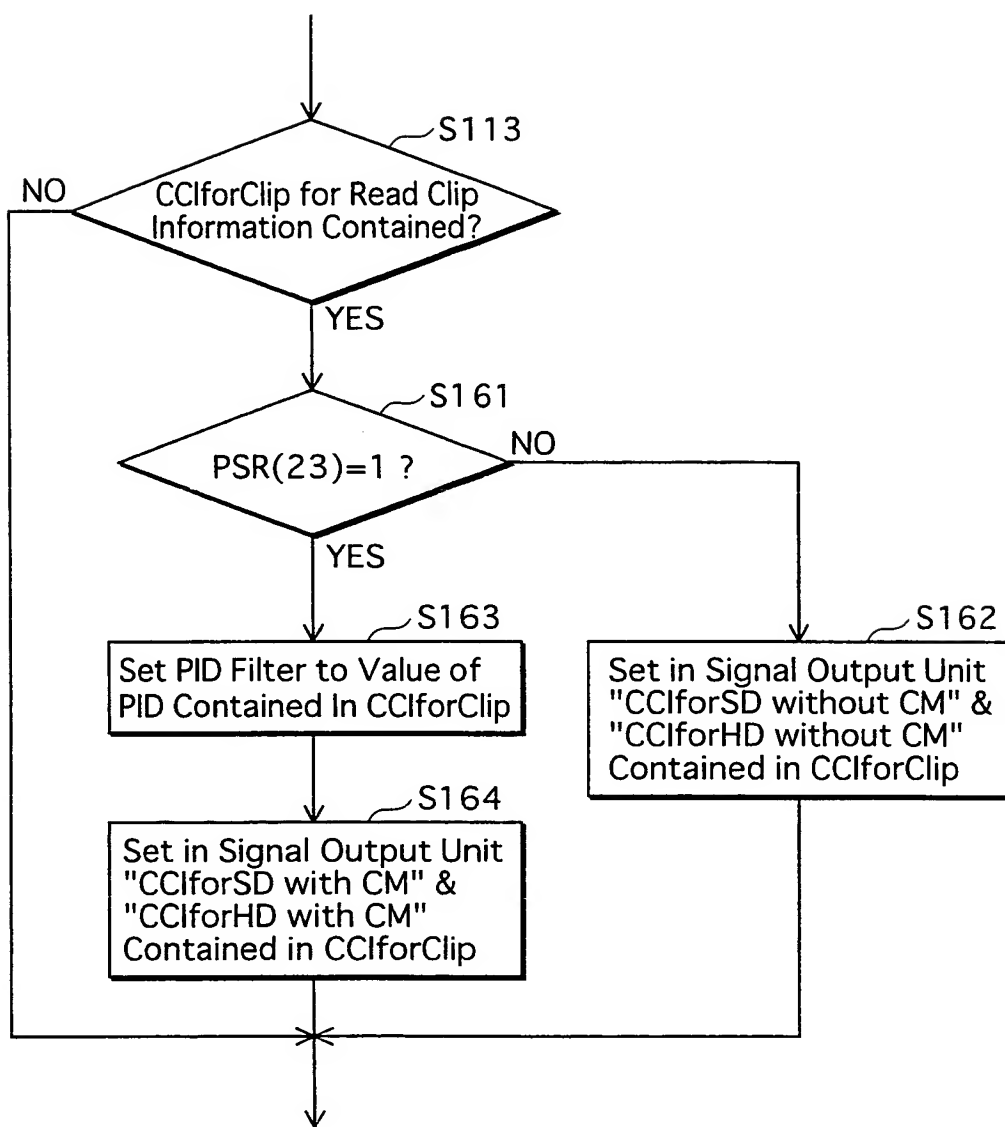 S113
NO
CCIforClip for Read Clip
Information Contained?
YES
S161
NO
PSR(23)=1 ?
YES
S163
Set PID Filter to Value of
PID Contained In CCIforClip
S162
Set in Signal Output Unit
"CCIforSD without CM" &
"CCIforHD without CM"
Contained in CCIforClip
S164
Set in Signal Output Unit
"CCIforSD with CM" &
"CCIforHD with CM"
Contained in CCIforClip